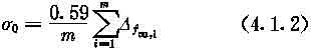 σ₀ = 0.59/m ∑_{i=1}^{m} Δ_{f_{∞,i}} (4.1.2)